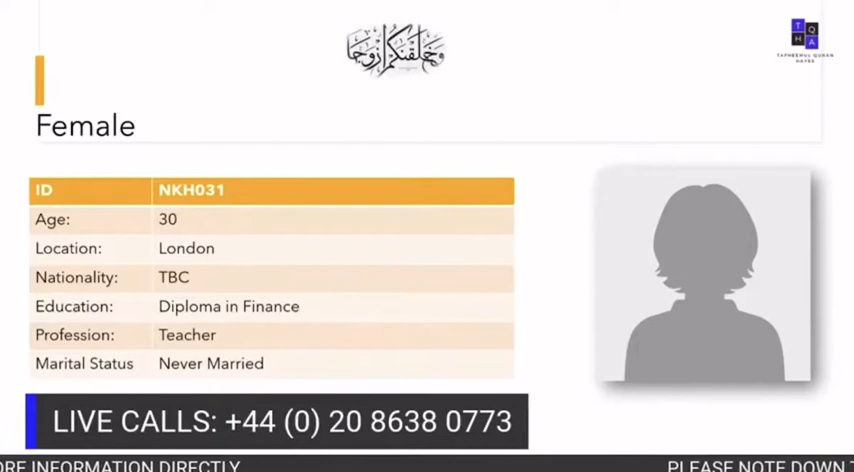 وَخَلَقْنَٰكُمْ أَزْوَٰجًا
T Q
H A
TAFHEEMUL QURAN
HAYES
Female
ID NKH031
Age: 30
Location: London
Nationality: TBC
Education: Diploma in Finance
Profession: Teacher
Marital Status Never Married
LIVE CALLS: +44 (0) 20 8638 0773
ORE INFORMATION DIRECTLY PLEASE NOTE DOWN T